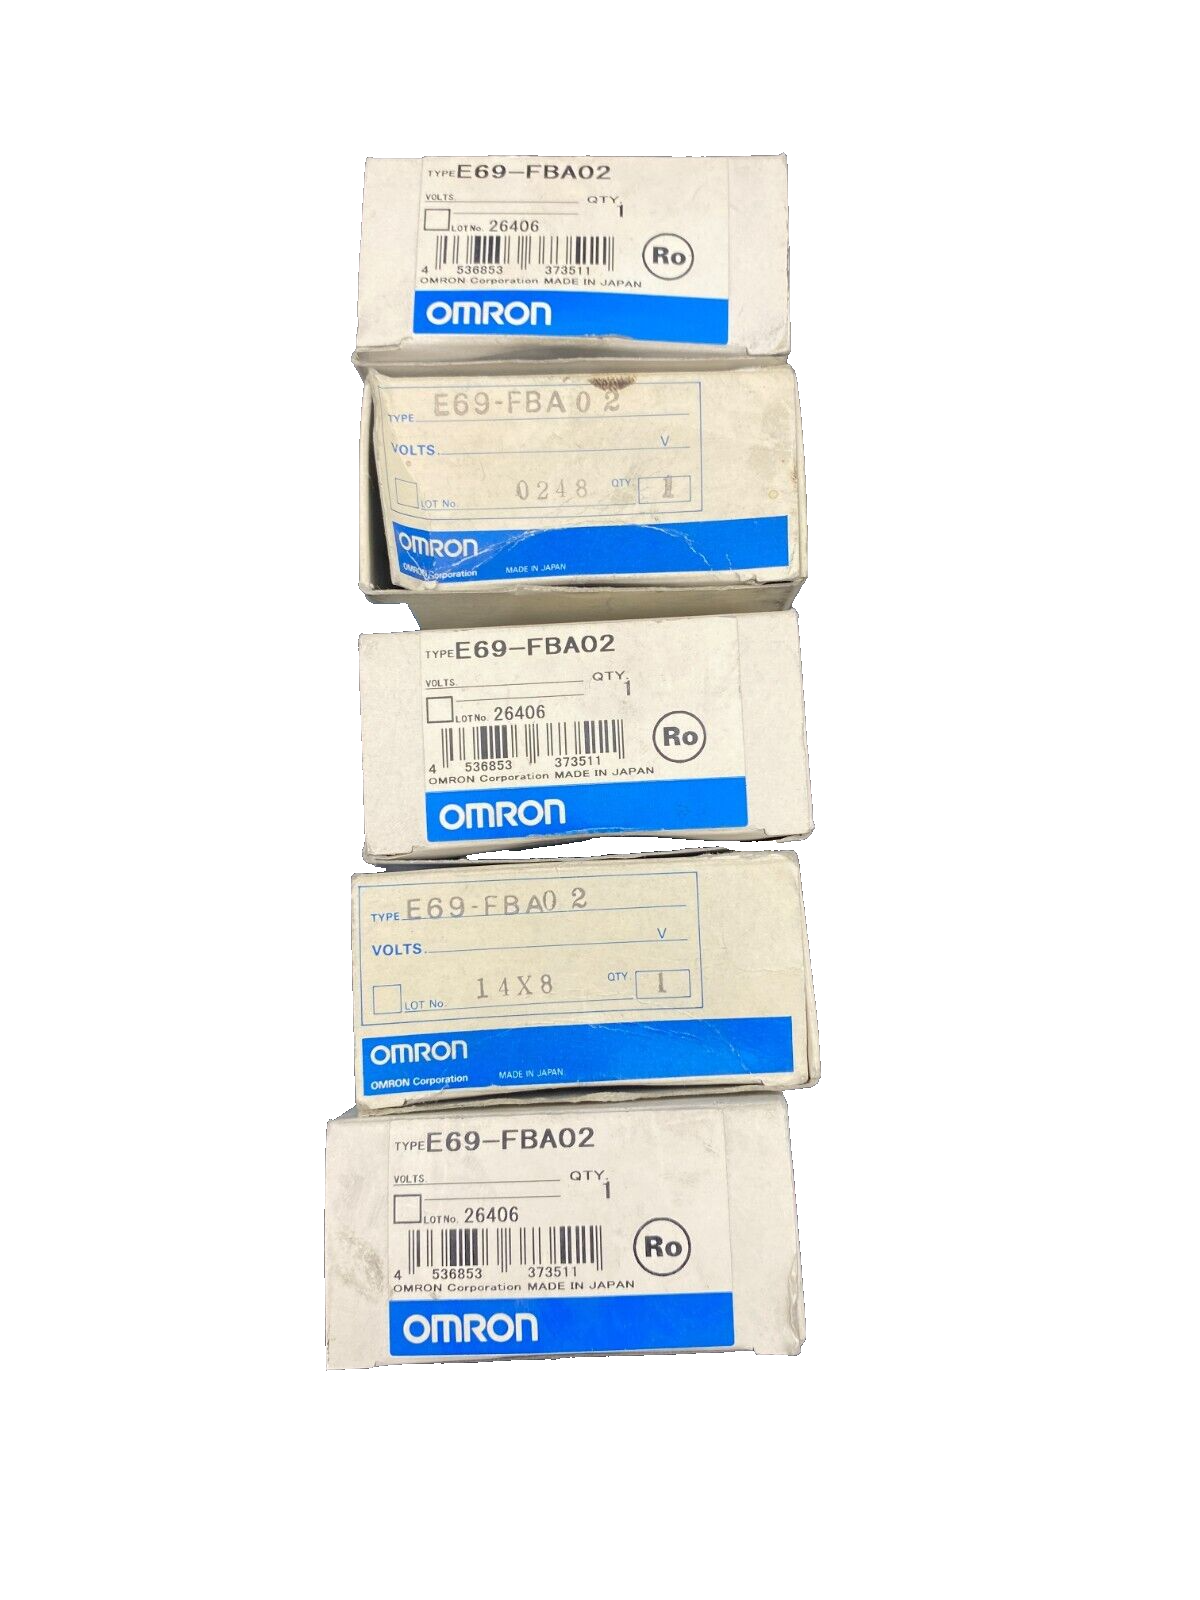 TYPE E69-FBA02
VOLTS.
QTY.
1
LOT No. 26406
4 536853 373511
Ro
OMRON Corporation MADE IN JAPAN
OMRON
TYPE E69-FBA02
VOLTS. V
LOT No. 0248 QTY. 1
OMRON
OMRON Corporation MADE IN JAPAN
TYPE E69-FBA02
VOLTS.
QTY.
1
LOT No. 26406
4 536853 373511
Ro
OMRON Corporation MADE IN JAPAN
OMRON
TYPE E69-FBA02
VOLTS. V
LOT No. 14X8 QTY. 1
OMRON
OMRON Corporation MADE IN JAPAN
TYPE E69-FBA02
VOLTS.
QTY.
1
LOT No. 26406
4 536853 373511
Ro
OMRON Corporation MADE IN JAPAN
OMRON